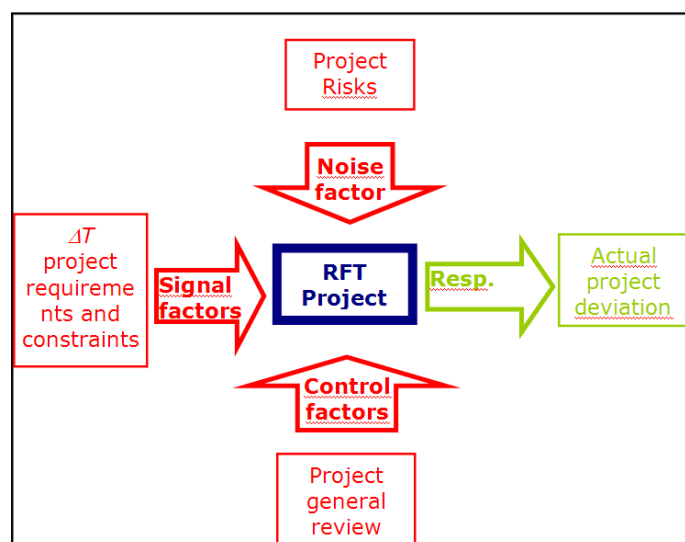 Project
Risks
Noise
factor
ΔT
project
requireme
nts and
constraints
Signal
factors
RFT
Project
Resp.
Actual
project
deviation
Control
factors
Project
general
review